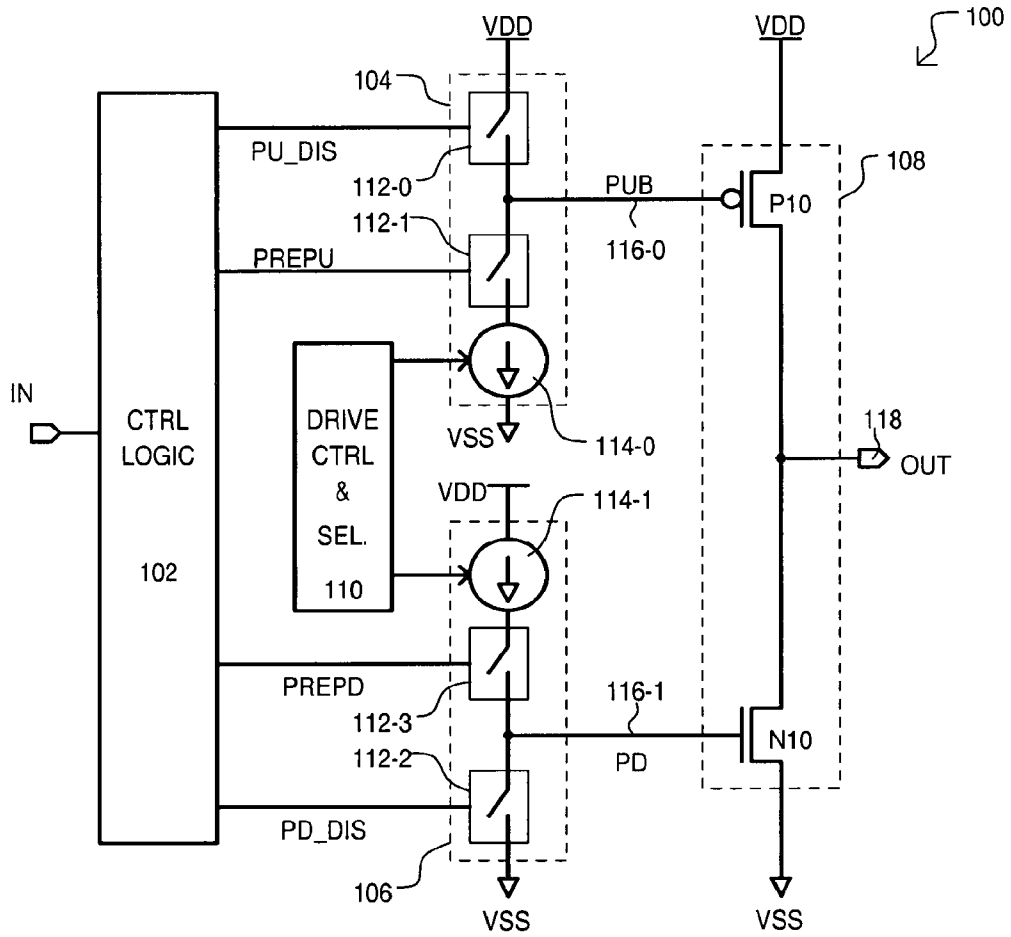 100
VDD
VDD
104
PU_DIS
112-0
108
PUB
P10
116-0
112-1
PREPU
IN
CTRL
LOGIC
102
DRIVE
CTRL
&
SEL.
110
VSS
114-0
118
OUT
VDD
114-1
PREPD
112-3
116-1
PD
N10
112-2
PD_DIS
106
VSS
VSS